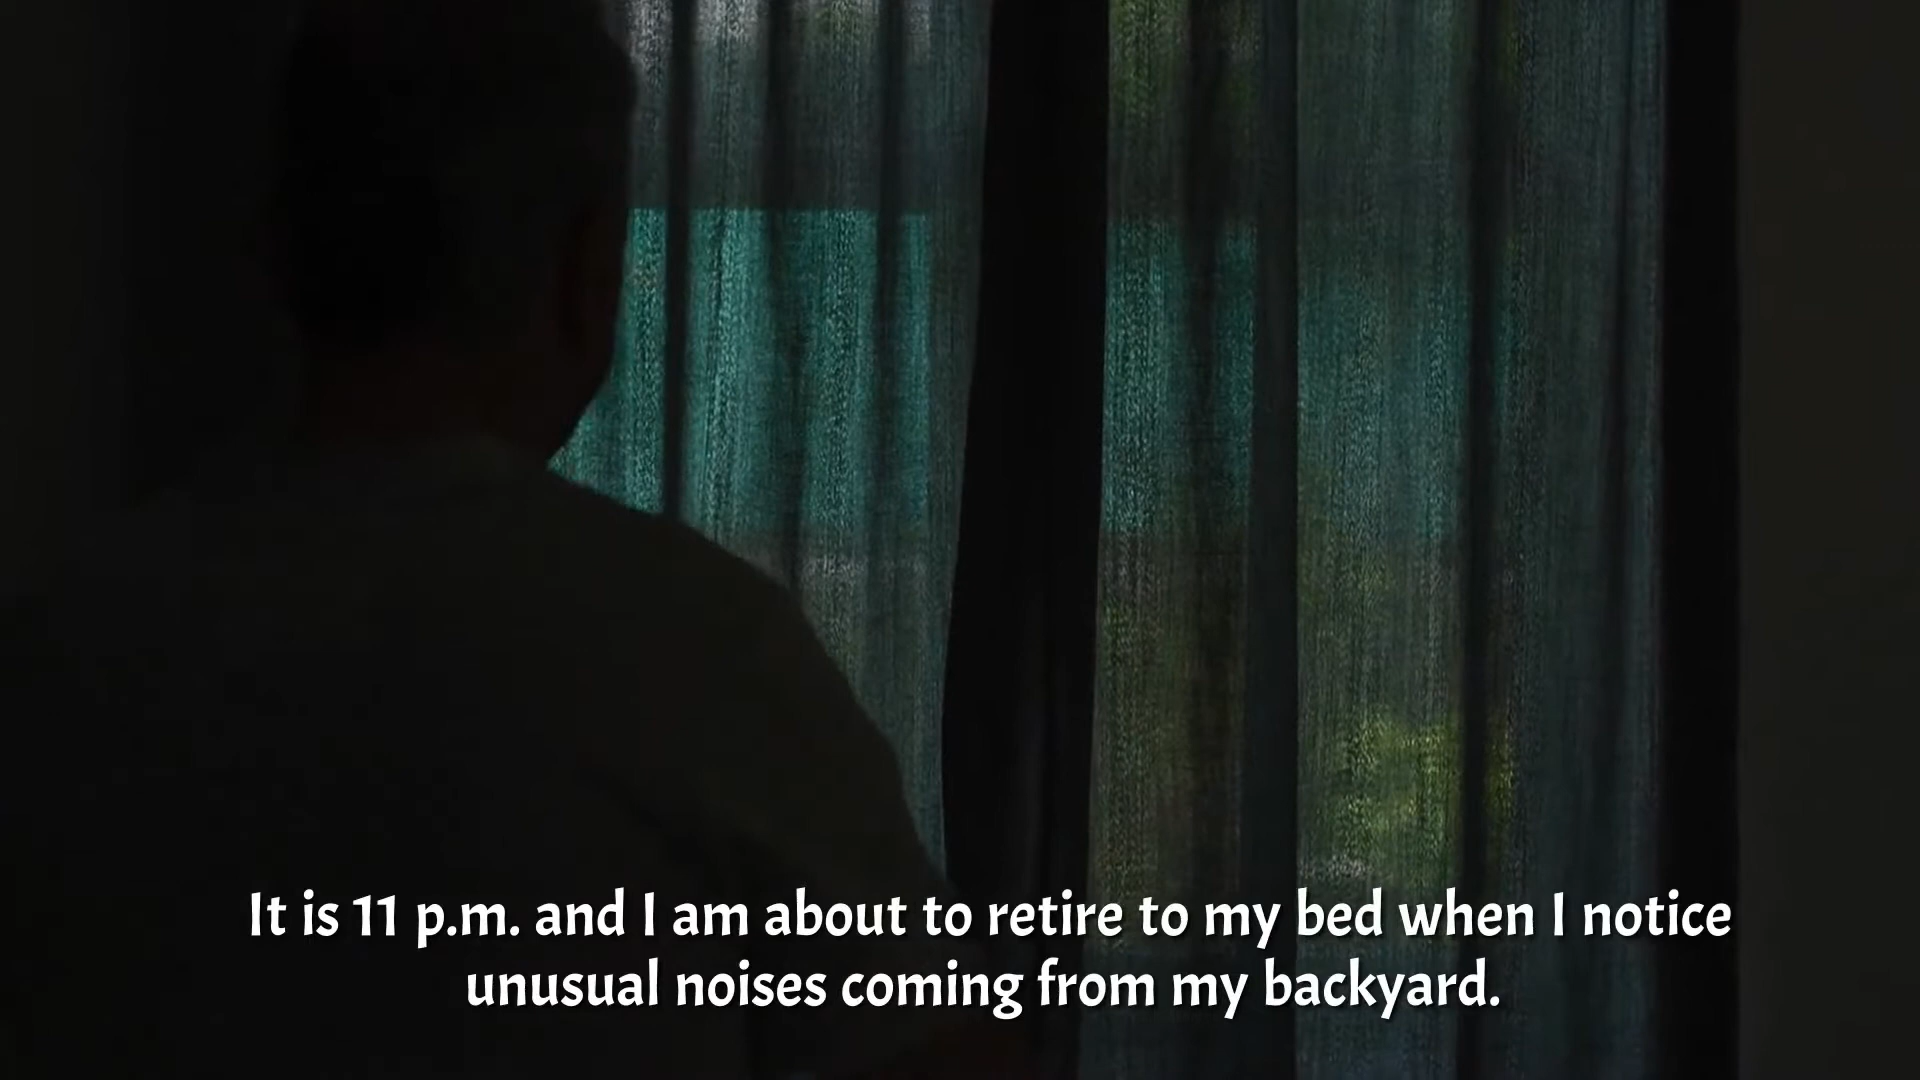 It is 11 p.m. and I am about to retire to my bed when I notice
unusual noises coming from my backyard.